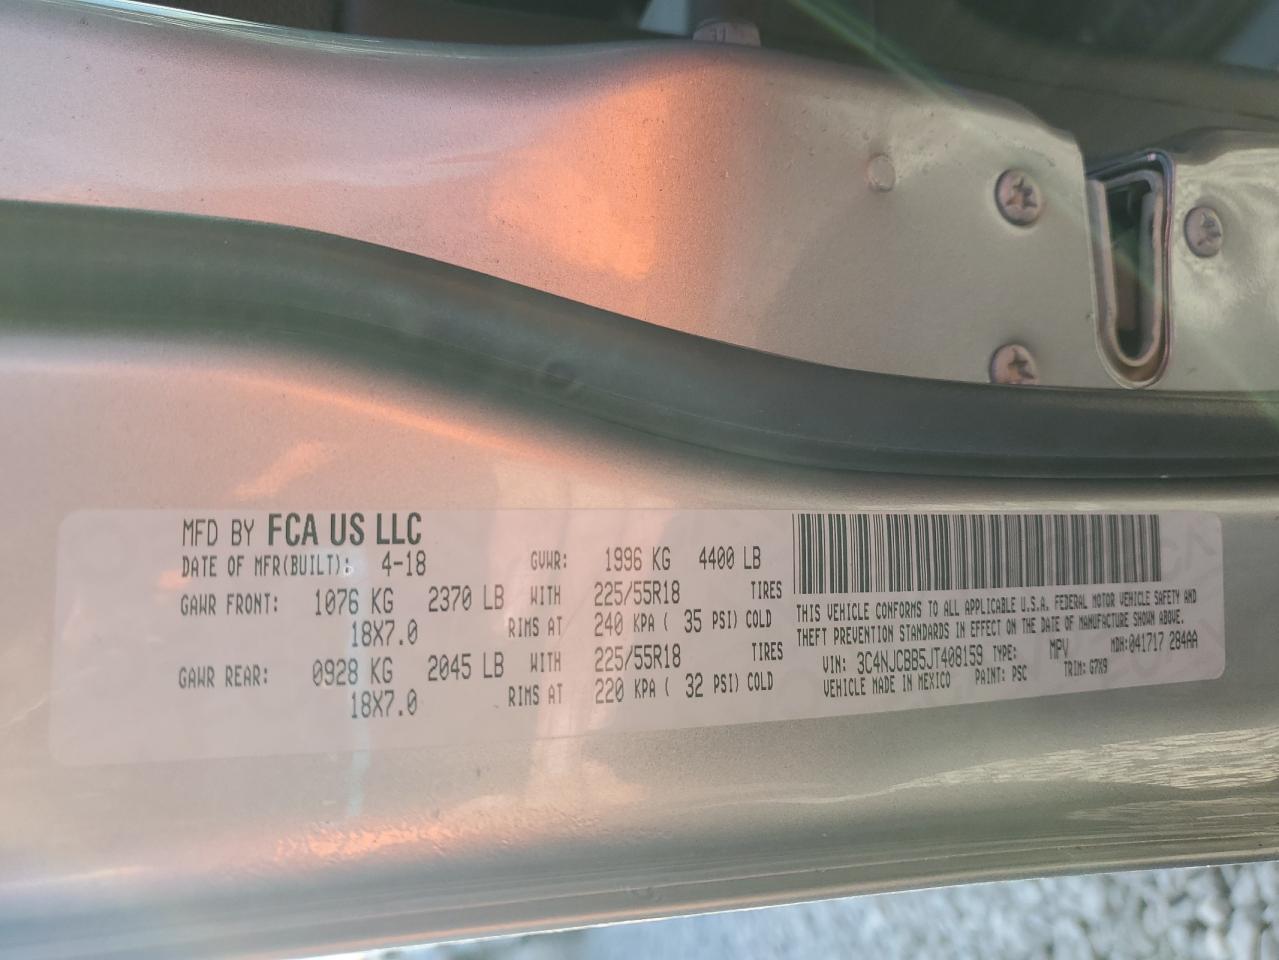 MFD BY FCA US LLC
DATE OF MFR(BUILT): 4-18 GVWR: 1996 KG 4400 LB
GAWR FRONT: 1076 KG 2370 LB WITH 225/55R18 TIRES
18X7.0 RIMS AT 240 KPA ( 35 PSI) COLD
GAWR REAR: 0928 KG 2045 LB WITH 225/55R18 TIRES
18X7.0 RIMS AT 220 KPA ( 32 PSI) COLD
THIS VEHICLE CONFORMS TO ALL APPLICABLE U.S.A. FEDERAL MOTOR VEHICLE SAFETY AND
THEFT PREVENTION STANDARDS IN EFFECT ON THE DATE OF MANUFACTURE SHOWN ABOVE.
VIN: 3C4NJCBB5JT408159 TYPE: MPV MDH:041717 284AA
VEHICLE MADE IN MEXICO PAINT: PSC TRIM: G7X9